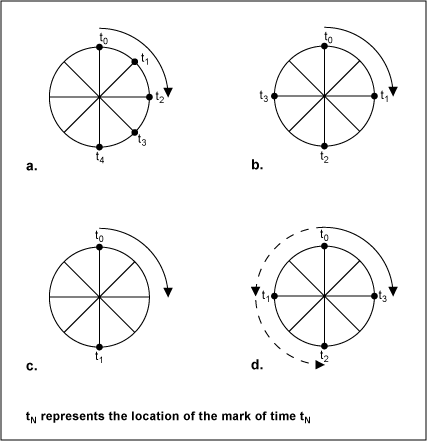 t0
t1
t2
t3
t4
a.
t0
t3
t1
t2
b.
t0
t1
c.
t0
t1
t3
t2
d.
tN represents the location of the mark of time tN